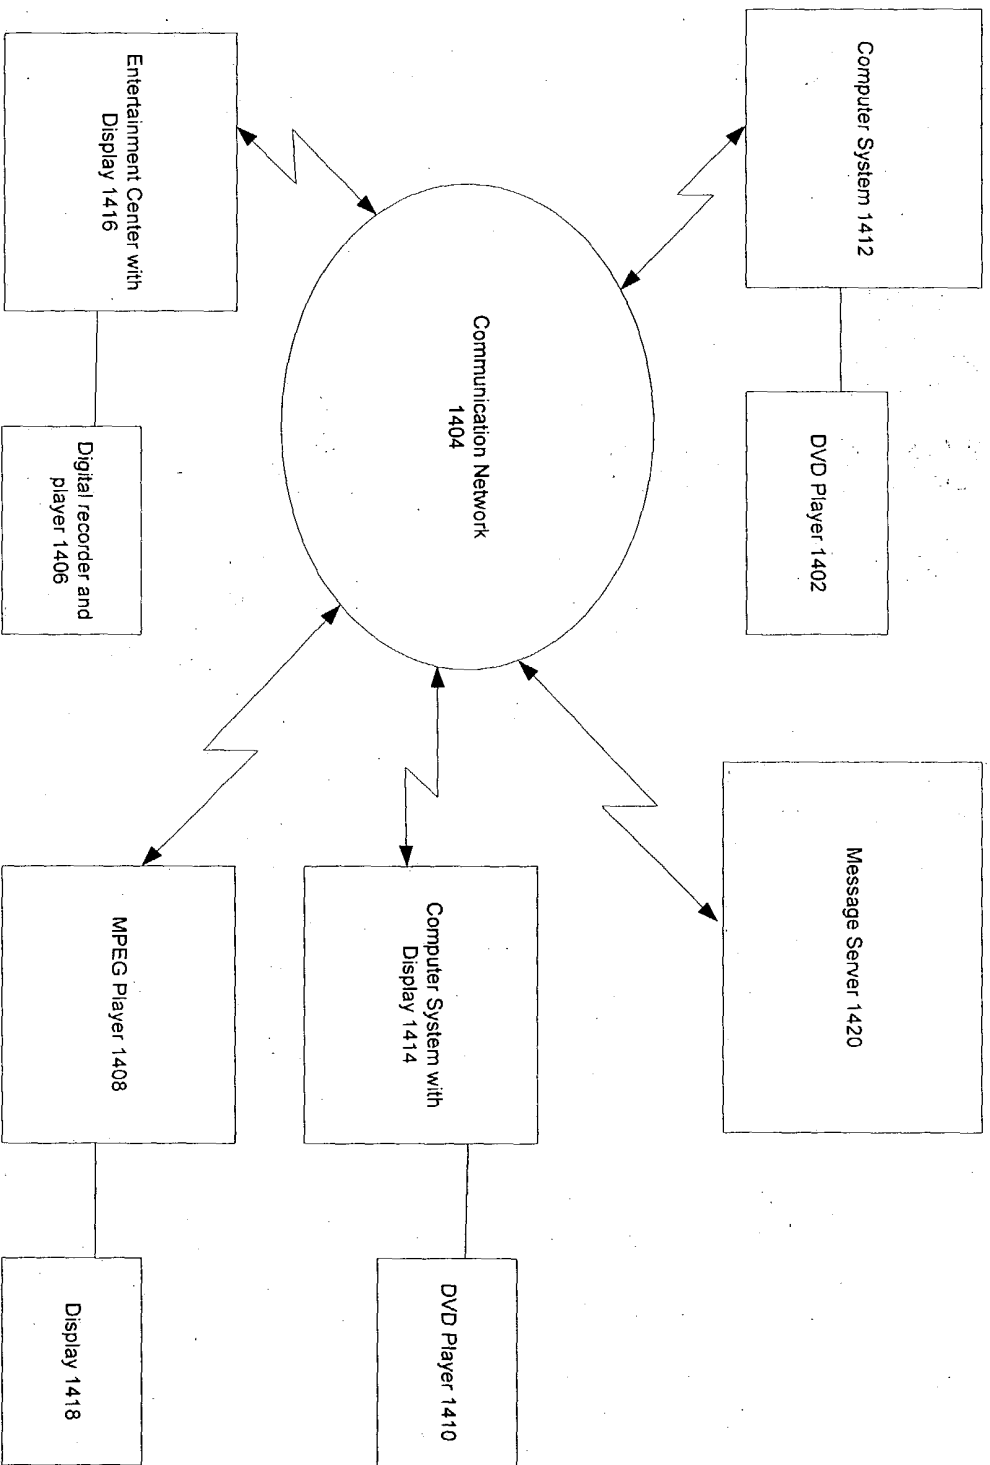 Computer System 1412
DVD Player 1402
Message Server 1420
Communication Network
1404
Computer System with
Display 1414
DVD Player 1410
Entertainment Center with
Display 1416
Digital recorder and
player 1406
MPEG Player 1408
Display 1418